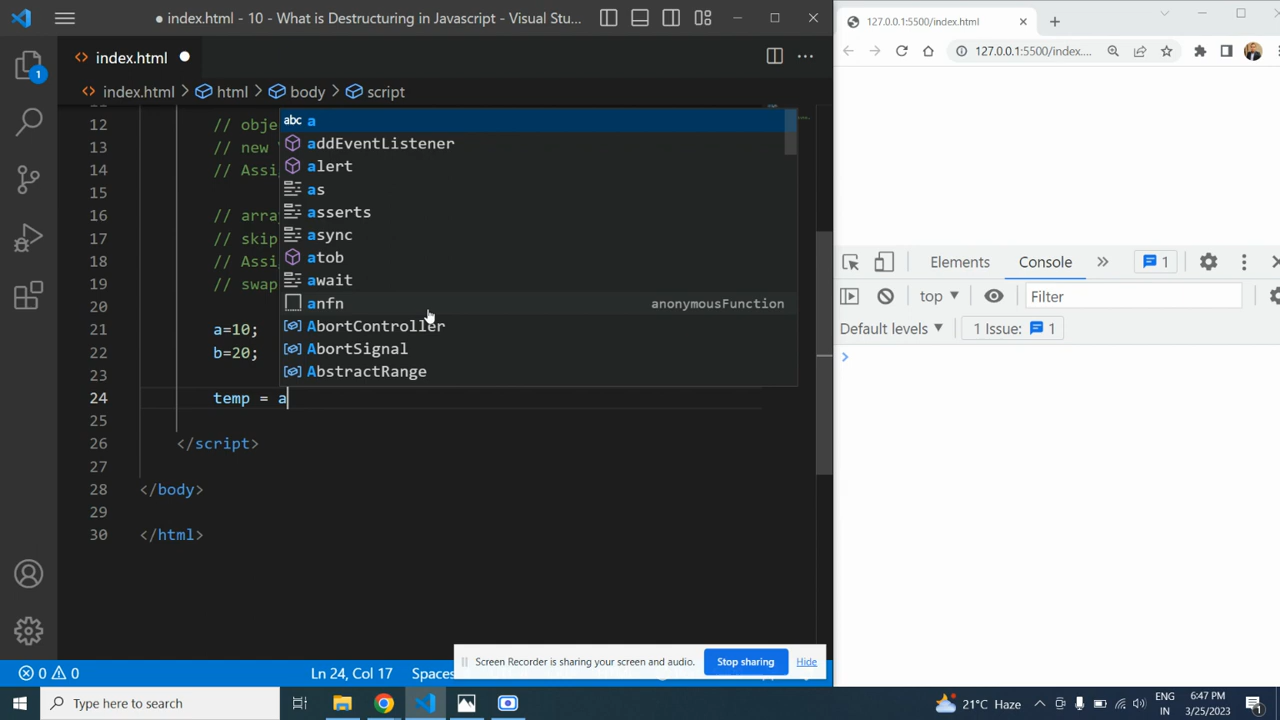 index.html - 10 - What is Destructuring in Javascript - Visual Stu...
127.0.0.1:5500/index.html
index.html
127.0.0.1:5500/index....
index.html > html > body > script
12 // obje
13 // new
14 // Assi
15
16 // arra
17 // skip
18 // Assi
19 // swap
20
21 a=10;
22 b=20;
23
24 temp = a
25
26 </script>
27
28 </body>
29
30 </html>
abc a
addEventListener
alert
as
asserts
async
atob
await
anfn anonymousFunction
AbortController
AbortSignal
AbstractRange
1
Elements Console » 1
top Filter
Default levels 1 Issue: 1
>
Screen Recorder is sharing your screen and audio. Stop sharing Hide
0 0 Ln 24, Col 17 Spaces
Type here to search
21°C Haze
ENG
IN
6:47 PM
3/25/2023
1